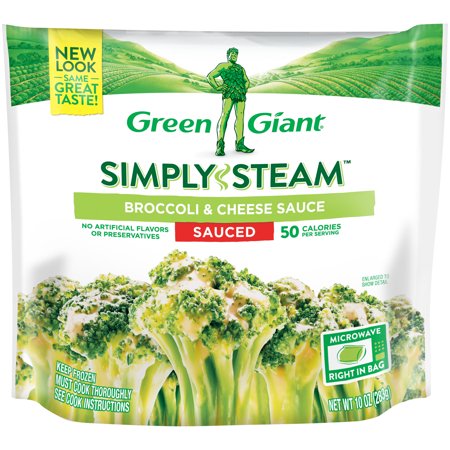 NEW
LOOK
SAME
GREAT
TASTE!
Green Giant
SIMPLY STEAM™
BROCCOLI & CHEESE SAUCE
NO ARTIFICIAL FLAVORS
OR PRESERVATIVES
SAUCED
50 CALORIES
PER SERVING
ENLARGED TO
SHOW DETAIL
MICROWAVE
RIGHT IN BAG
KEEP FROZEN
MUST COOK THOROUGHLY
SEE COOK INSTRUCTIONS
NET WT 10 OZ (283g)